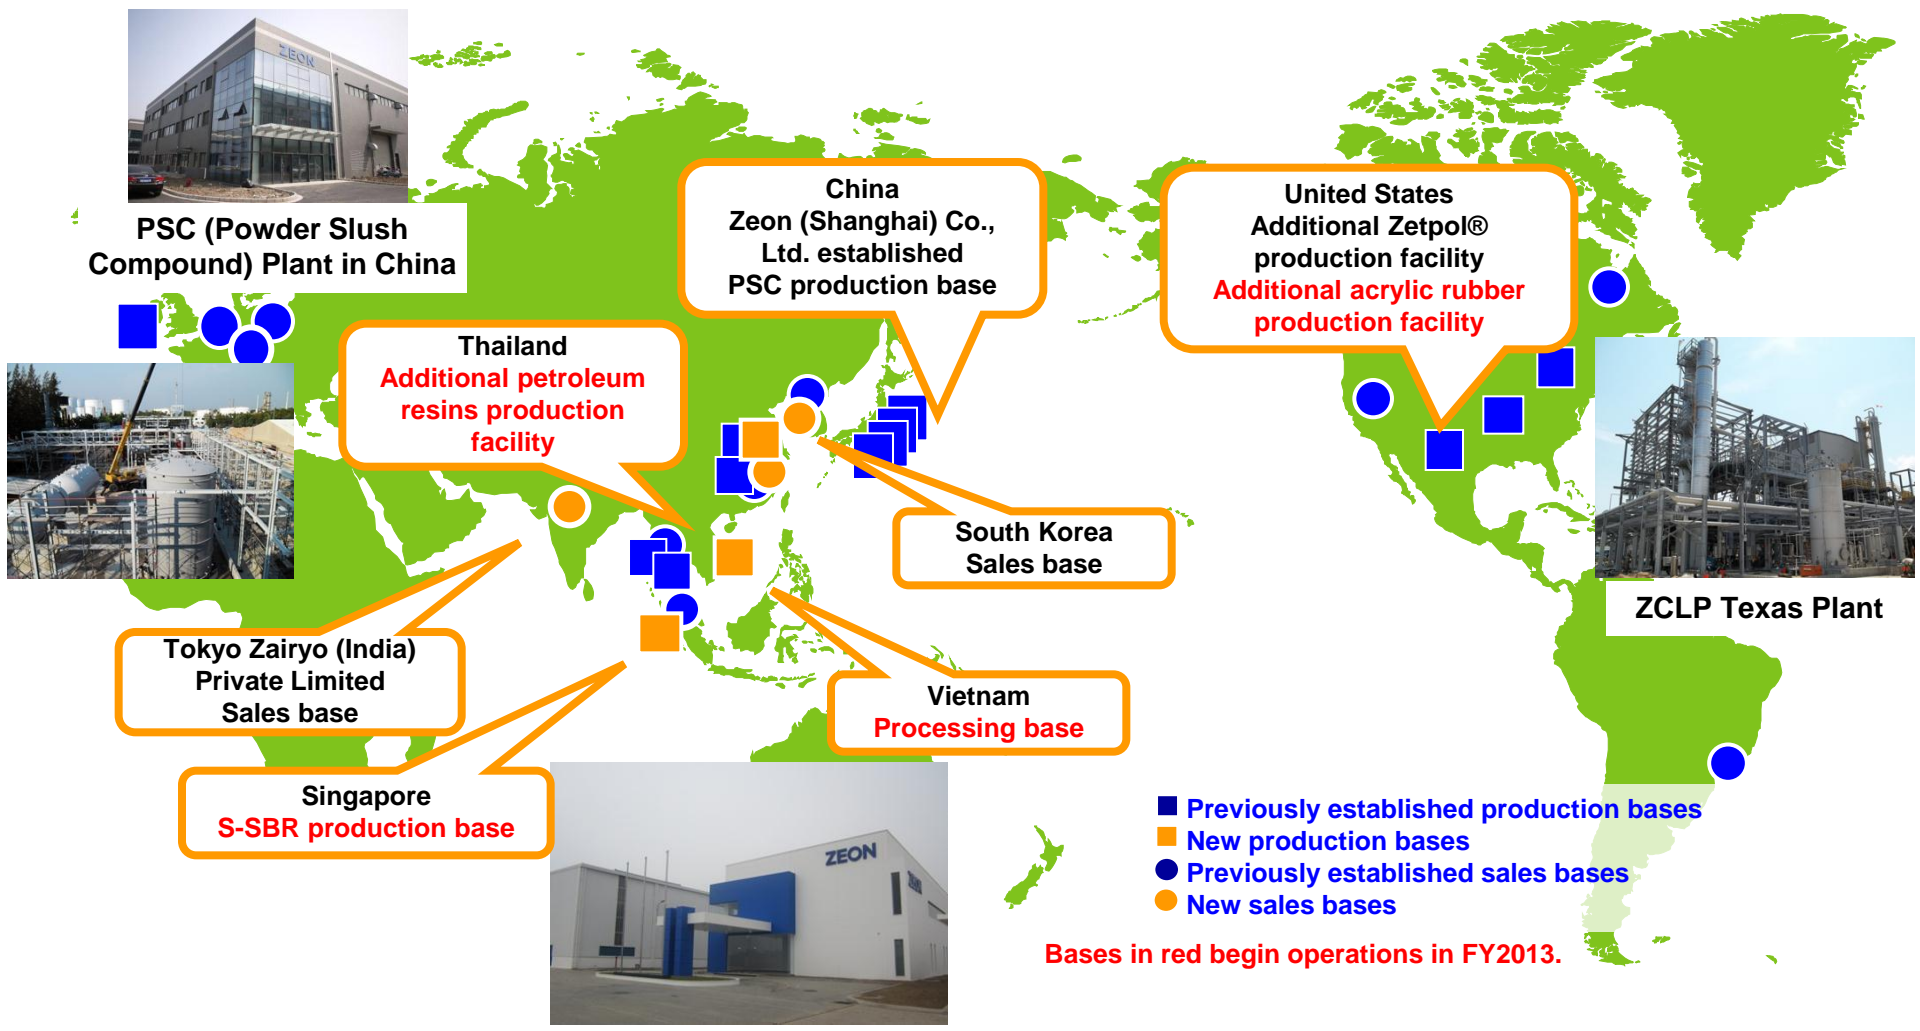 ZEON
PSC (Powder Slush
Compound) Plant in China
China
Zeon (Shanghai) Co.,
Ltd. established
PSC production base
United States
Additional Zetpol®
production facility
Additional acrylic rubber
production facility
Thailand
Additional petroleum
resins production
facility
South Korea
Sales base
ZCLP Texas Plant
Tokyo Zairyo (India)
Private Limited
Sales base
Vietnam
Processing base
Singapore
S-SBR production base
ZEON
ZEON
Previously established production bases
New production bases
Previously established sales bases
New sales bases
Bases in red begin operations in FY2013.